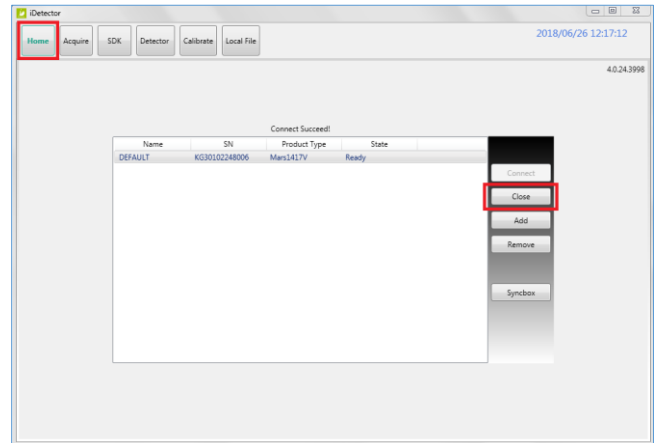 iDetector
Home Acquire SDK Detector Calibrate Local File
2018/06/26 12:17:12
4.0.24.3998
Connect Succeed!
Name SN Product Type State
DEFAULT KG30102248006 Mars1417V Ready
Connect
Close
Add
Remove
Syncbox